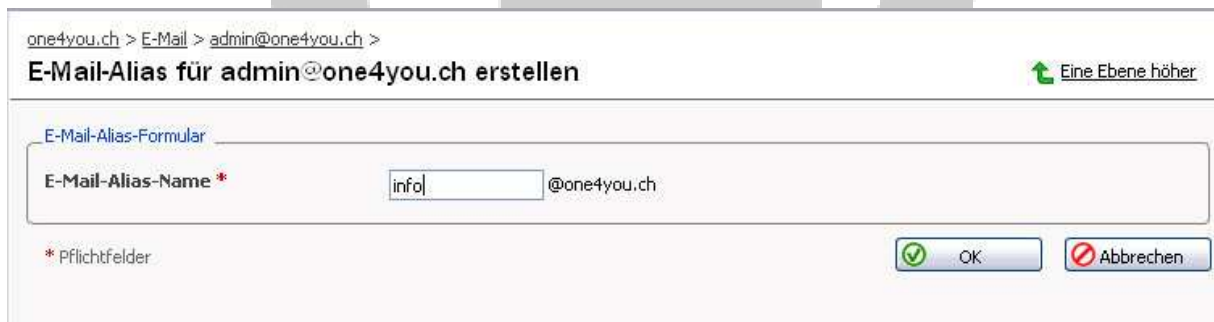 one4you.ch > E-Mail > admin@one4you.ch >
E-Mail-Alias für admin@one4you.ch erstellen
Eine Ebene höher
E-Mail-Alias-Formular
E-Mail-Alias-Name * info @one4you.ch
* Pflichtfelder OK Abbrechen